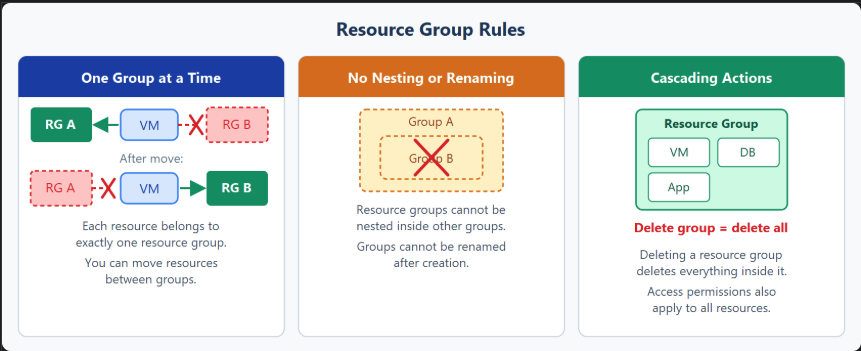 Resource Group Rules
One Group at a Time
RG A
VM
RG B
After move:
RG A
VM
RG B
Each resource belongs to
exactly one resource group.
You can move resources
between groups.
No Nesting or Renaming
Group A
Group B
Resource groups cannot be
nested inside other groups.
Groups cannot be renamed
after creation.
Cascading Actions
Resource Group
VM
DB
App
Delete group = delete all
Deleting a resource group
deletes everything inside it.
Access permissions also
apply to all resources.